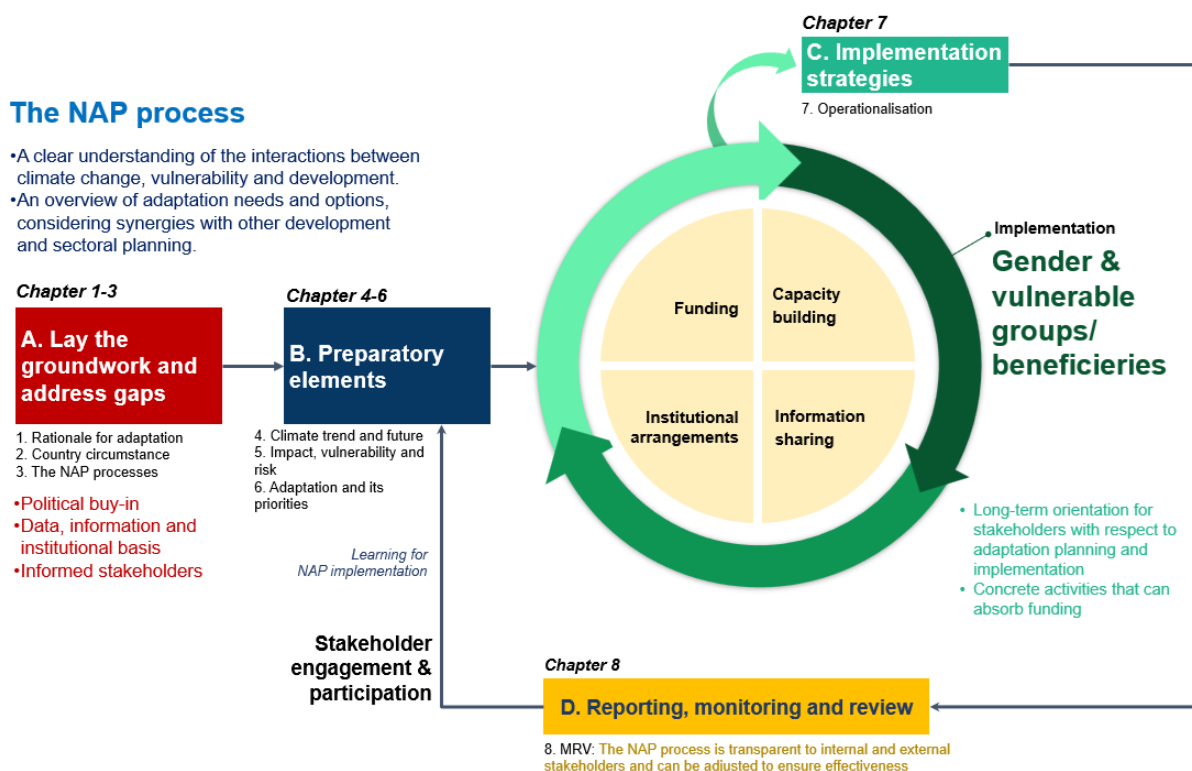 Chapter 7
C. Implementation
strategies
7. Operationalisation
The NAP process
•A clear understanding of the interactions between
climate change, vulnerability and development.
•An overview of adaptation needs and options,
considering synergies with other development
and sectoral planning.
Chapter 1-3
A. Lay the
groundwork and
address gaps
1. Rationale for adaptation
2. Country circumstance
3. The NAP processes
•Political buy-in
•Data, information and
institutional basis
•Informed stakeholders
Chapter 4-6
B. Preparatory
elements
4. Climate trend and future
5. Impact, vulnerability and
risk
6. Adaptation and its
priorities
Learning for
NAP implementation
Stakeholder
engagement &
participation
Funding
Capacity
building
Institutional
arrangements
Information
sharing
Implementation
Gender &
vulnerable
groups/
beneficieries
• Long-term orientation for
stakeholders with respect to
adaptation planning and
implementation
• Concrete activities that can
absorb funding
Chapter 8
D. Reporting, monitoring and review
8. MRV: The NAP process is transparent to internal and external
stakeholders and can be adjusted to ensure effectiveness